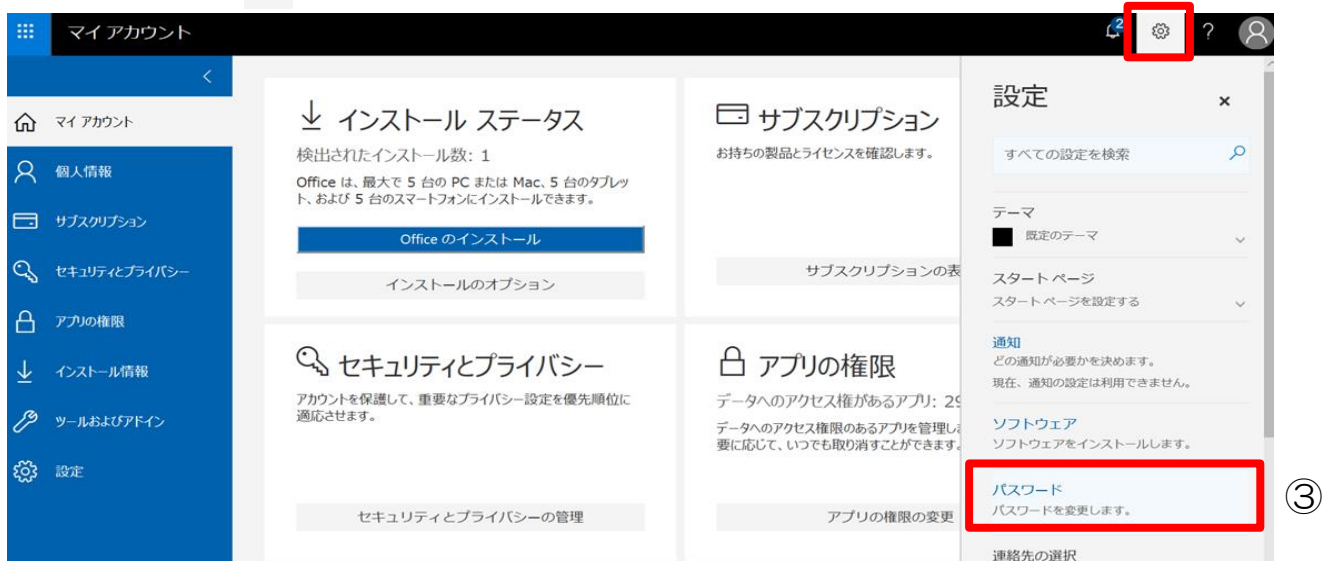 マイ アカウント
2
?
マイ アカウント
個人情報
サブスクリプション
セキュリティとプライバシー
アプリの権限
インストール情報
ツールおよびアドイン
設定
インストール ステータス
検出されたインストール数: 1
Office は、最大で 5 台の PC または Mac、5 台のタブレッ
ト、および 5 台のスマートフォンにインストールできます。
Office のインストール
インストールのオプション
サブスクリプション
お持ちの製品とライセンスを確認します。
サブスクリプションの表
セキュリティとプライバシー
アカウントを保護して、重要なプライバシー設定を優先順位に
適応させます。
セキュリティとプライバシーの管理
アプリの権限
データへのアクセス権があるアプリ: 29
データへのアクセス権限のあるアプリを管理し
要に応じて、いつでも取り消すことができます。
アプリの権限の変更
設定
×
すべての設定を検索
テーマ
既定のテーマ
スタート ページ
スタート ページを設定する
通知
どの通知が必要かを決めます。
現在、通知の設定は利用できません。
ソフトウェア
ソフトウェアをインストールします。
パスワード
パスワードを変更します。
連絡先の選択
③